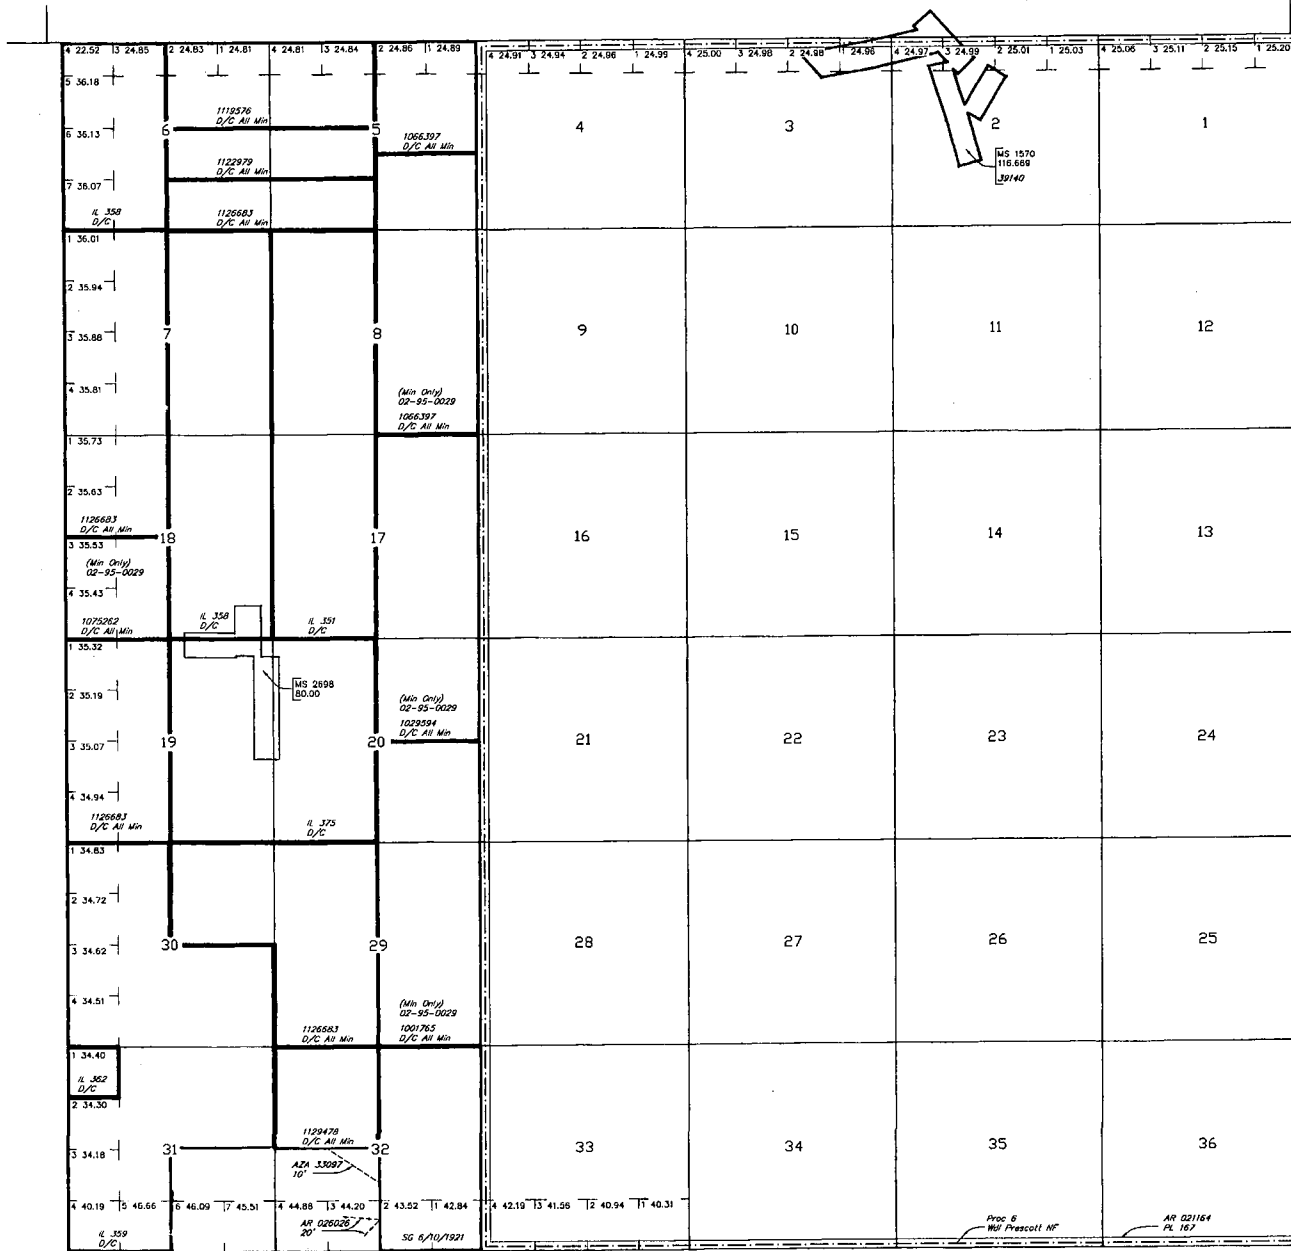 4 22.52 3 24.85 2 24.83 1 24.81 4 24.81 3 24.84 2 24.86 1 24.89 4 24.91 3 24.94 2 24.96 1 24.99 4 25.00 3 24.98 2 24.98 1 24.96 4 24.97 3 24.99 2 25.01 1 25.03 4 25.06 3 25.11 2 25.15 1 25.20
5 36.18
1119576
D/C All Min
6 36.13 6 5 4 3 2 1
1066397
D/C All Min
MS 1570
116.669
39140
1122979
D/C All Min
7 36.07
IL 358
D/C
1126683
D/C All Min
1 36.01
2 35.94
3 35.88 7 8 9 10 11 12
4 35.81
(Min Only)
02-95-0029
1066397
D/C All Min
1 35.73
2 35.63
1126683
D/C All Min
3 35.53 18 17 16 15 14 13
(Min Only)
02-95-0029
4 35.43
1075262
D/C All Min
IL 358
D/C
IL 351
D/C
1 35.32
MS 2698
80.00
2 35.19
(Min Only)
02-95-0029
1029594
D/C All Min
3 35.07 19 20 21 22 23 24
4 34.94
1126683
D/C All Min
IL 375
D/C
1 34.83
2 34.72
3 34.62 30 29 28 27 26 25
4 34.51
(Min Only)
02-95-0029
1126683
D/C All Min
1001765
D/C All Min
1 34.40
IL 362
D/C
2 34.30
1129478
D/C All Min
3 34.18 31 32 33 34 35 36
AZA 33097
10'
4 40.19 5 46.66 6 46.09 7 45.51 4 44.88 3 44.20 2 43.52 1 42.84 4 42.19 3 41.56 2 40.94 1 40.31
AR 026026
20'
IL 359
D/C
SG 6/10/1921
Proc 6
Wdl Prescott NF
AR 021164
PL 167